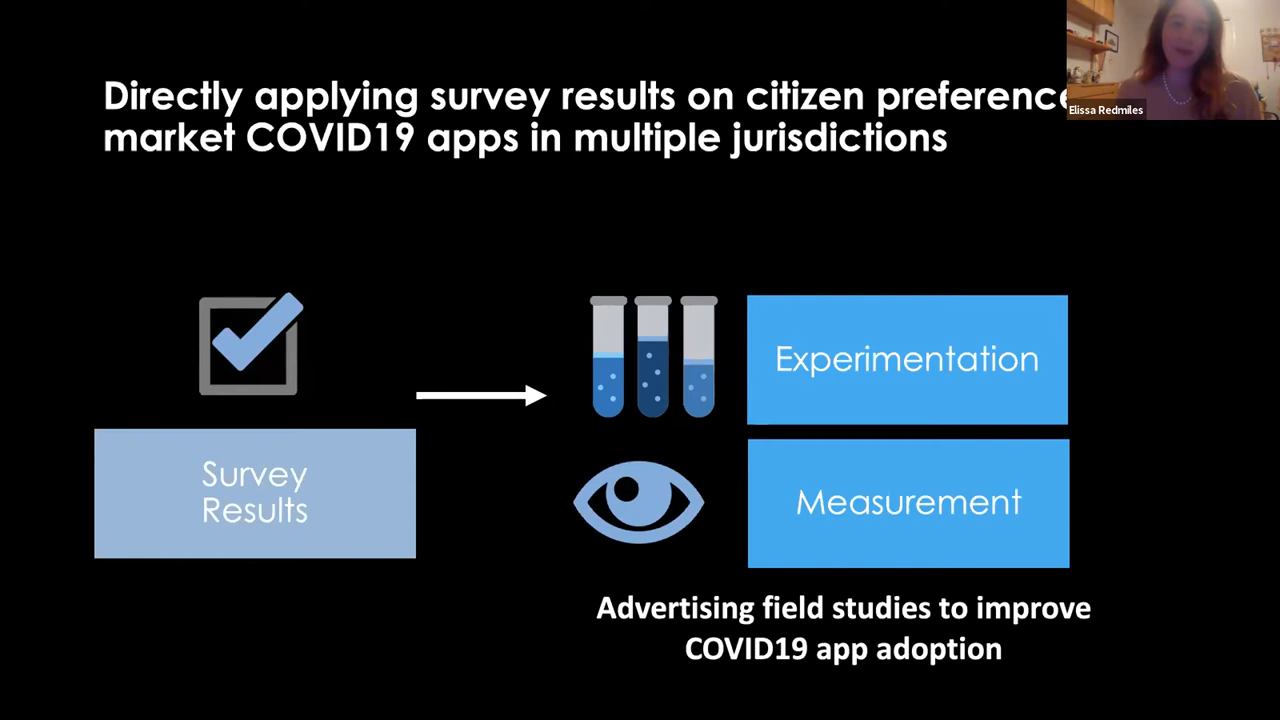 Directly applying survey results on citizen preference
market COVID19 apps in multiple jurisdictions
Elissa Redmiles
Survey
Results
Experimentation
Measurement
Advertising field studies to improve
COVID19 app adoption